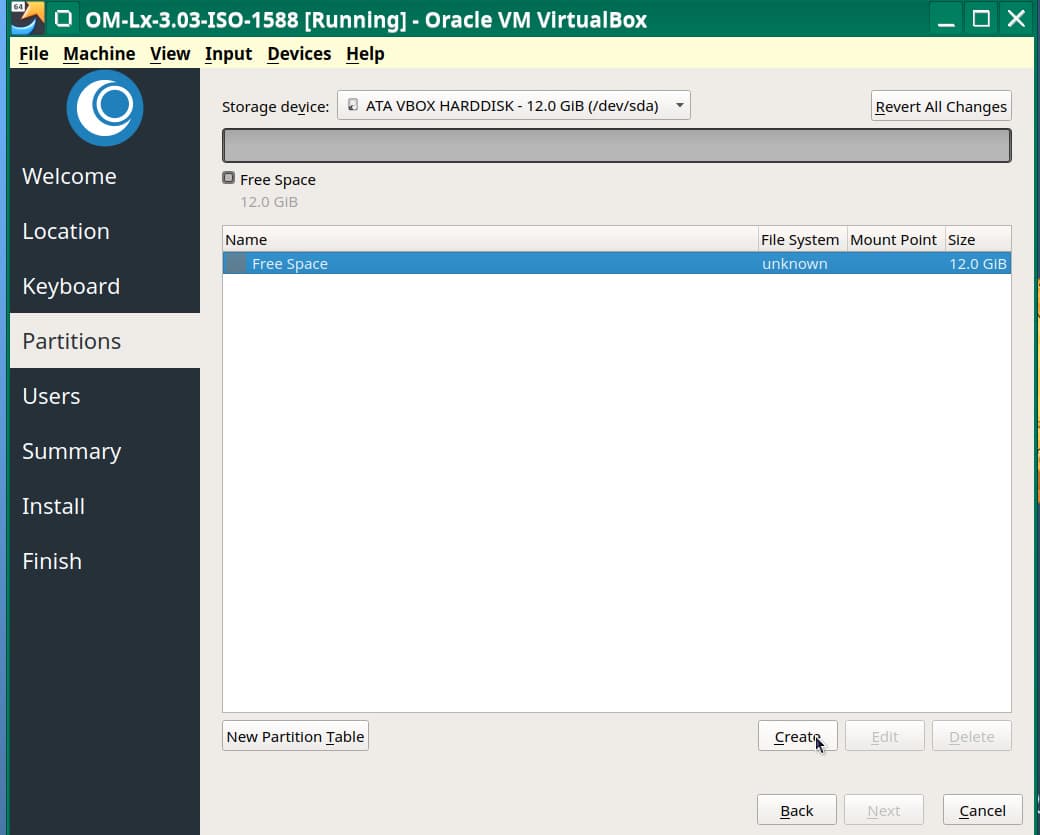 64
OM-Lx-3.03-ISO-1588 [Running] - Oracle VM VirtualBox
File Machine View Input Devices Help
Welcome
Location
Keyboard
Partitions
Users
Summary
Install
Finish
Storage device: ATA VBOX HARDDISK - 12.0 GiB (/dev/sda) Revert All Changes
Free Space
12.0 GiB
Name File System Mount Point Size
Free Space unknown 12.0 GiB
New Partition Table Create Edit Delete
Back Next Cancel